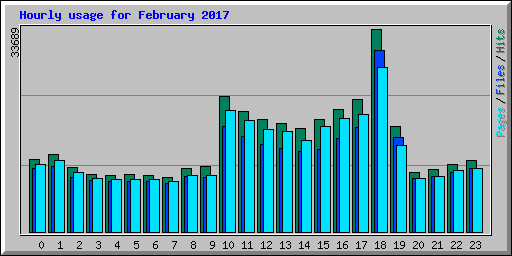 Hourly usage for February 2017
33689
Pages / Files / Hits
0 1 2 3 4 5 6 7 8 9 10 11 12 13 14 15 16 17 18 19 20 21 22 23